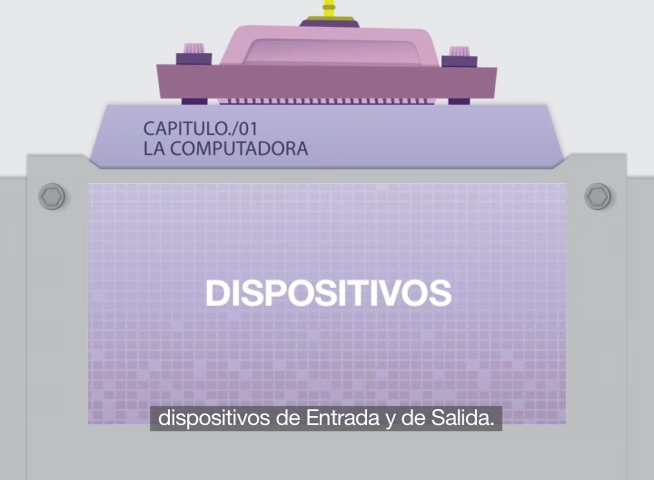 CAPITULO./01
LA COMPUTADORA
DISPOSITIVOS
dispositivos de Entrada y de Salida.